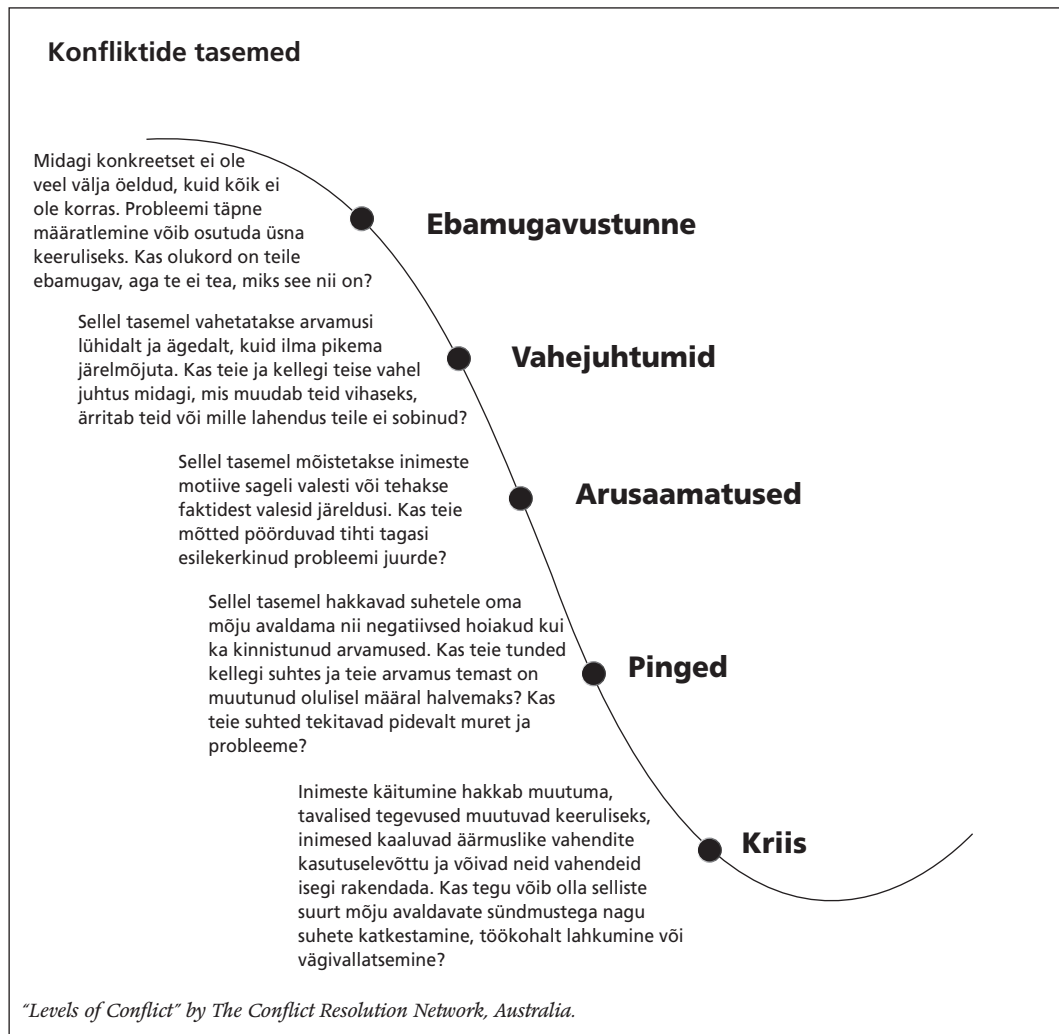 Konfliktide tasemed
Midagi konkreetset ei ole
veel välja öeldud, kuid kõik ei
ole korras. Probleemi täpne
määratlemine võib osutuda üsna
keeruliseks. Kas olukord on teile
ebamugav, aga te ei tea, miks see nii on?
Ebamugavustunne
Sellel tasemel vahetatakse arvamusi
lühidalt ja ägedalt, kuid ilma pikema
järelmõjuta. Kas teie ja kellegi teise vahel
juhtus midagi, mis muudab teid vihaseks,
ärritab teid või mille lahendus teile ei sobinud?
Vahejuhtumid
Sellel tasemel mõistetakse inimeste
motiive sageli valesti või tehakse
faktidest valesid järeldusi. Kas teie
mõtted pöörduvad tihti tagasi
esilekerkinud probleemi juurde?
Arusaamatused
Sellel tasemel hakkavad suhetele oma
mõju avaldama nii negatiivsed hoiakud kui
ka kinnistunud arvamused. Kas teie tunded
kellegi suhtes ja teie arvamus temast on
muutunud olulisel määral halvemaks? Kas
teie suhted tekitavad pidevalt muret ja
probleeme?
Pinged
Inimeste käitumine hakkab muutuma,
tavalised tegevused muutuvad keeruliseks,
inimesed kaaluvad äärmuslike vahendite
kasutuselevõttu ja võivad neid vahendeid
isegi rakendada. Kas tegu võib olla selliste
suurt mõju avaldavate sündmustega nagu
suhete katkestamine, töökohalt lahkumine või
vägivallatsemine?
Kriis
"Levels of Conflict" by The Conflict Resolution Network, Australia.